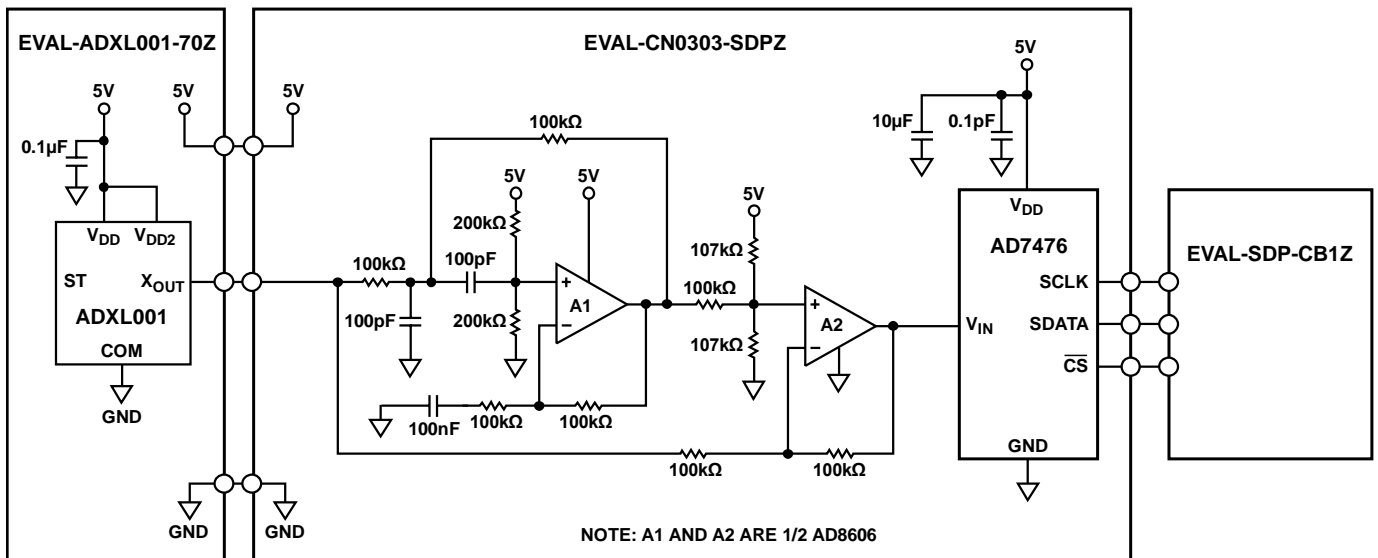 EVAL-ADXL001-70Z
EVAL-CN0303-SDPZ
5V
5V
5V
5V
0.1µF
100kΩ
10µF
0.1pF
5V
5V
5V
200kΩ
VDD
VDD2
VDD
107kΩ
AD7476
EVAL-SDP-CB1Z
100kΩ
100pF
ST
XOUT
+
A1
–
100kΩ
SCLK
ADXL001
100pF
200kΩ
+
A2
–
VIN
SDATA
107kΩ
COM
CS
GND
100nF
100kΩ
100kΩ
GND
100kΩ
100kΩ
GND
GND
NOTE: A1 AND A2 ARE 1/2 AD8606